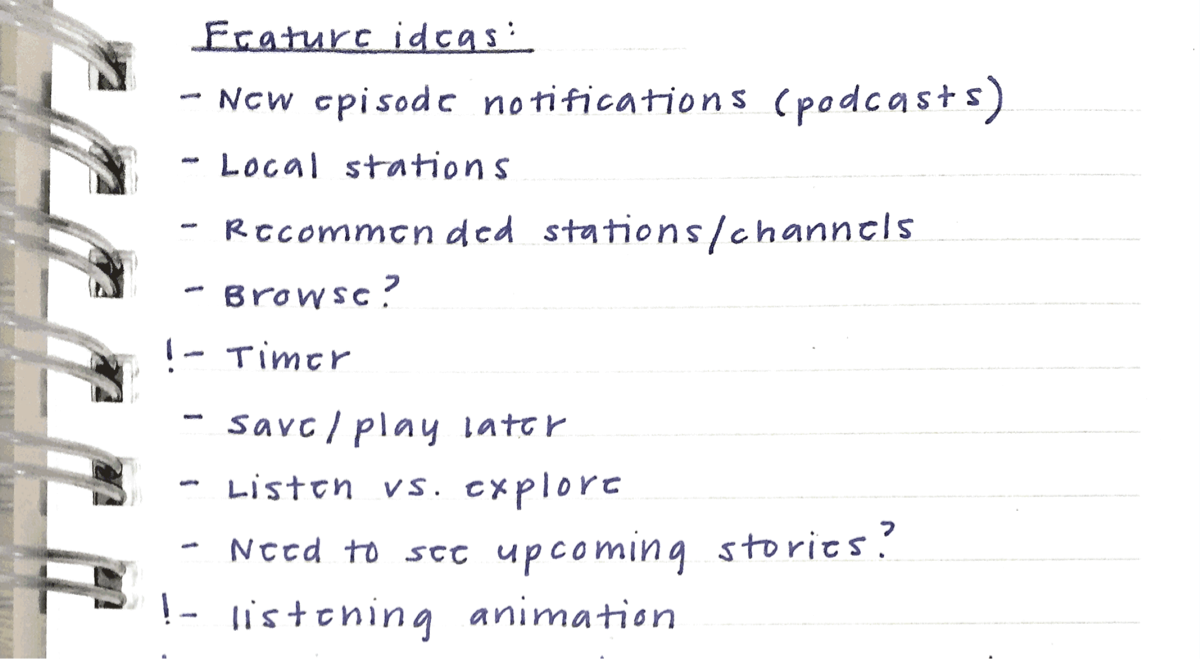 Feature ideas:
- New episode notifications (podcasts)
- Local stations
- Recommended stations/channels
- Browse?
!- Timer
- Save/play later
- Listen vs. explore
- Need to see upcoming stories?
!- listening animation